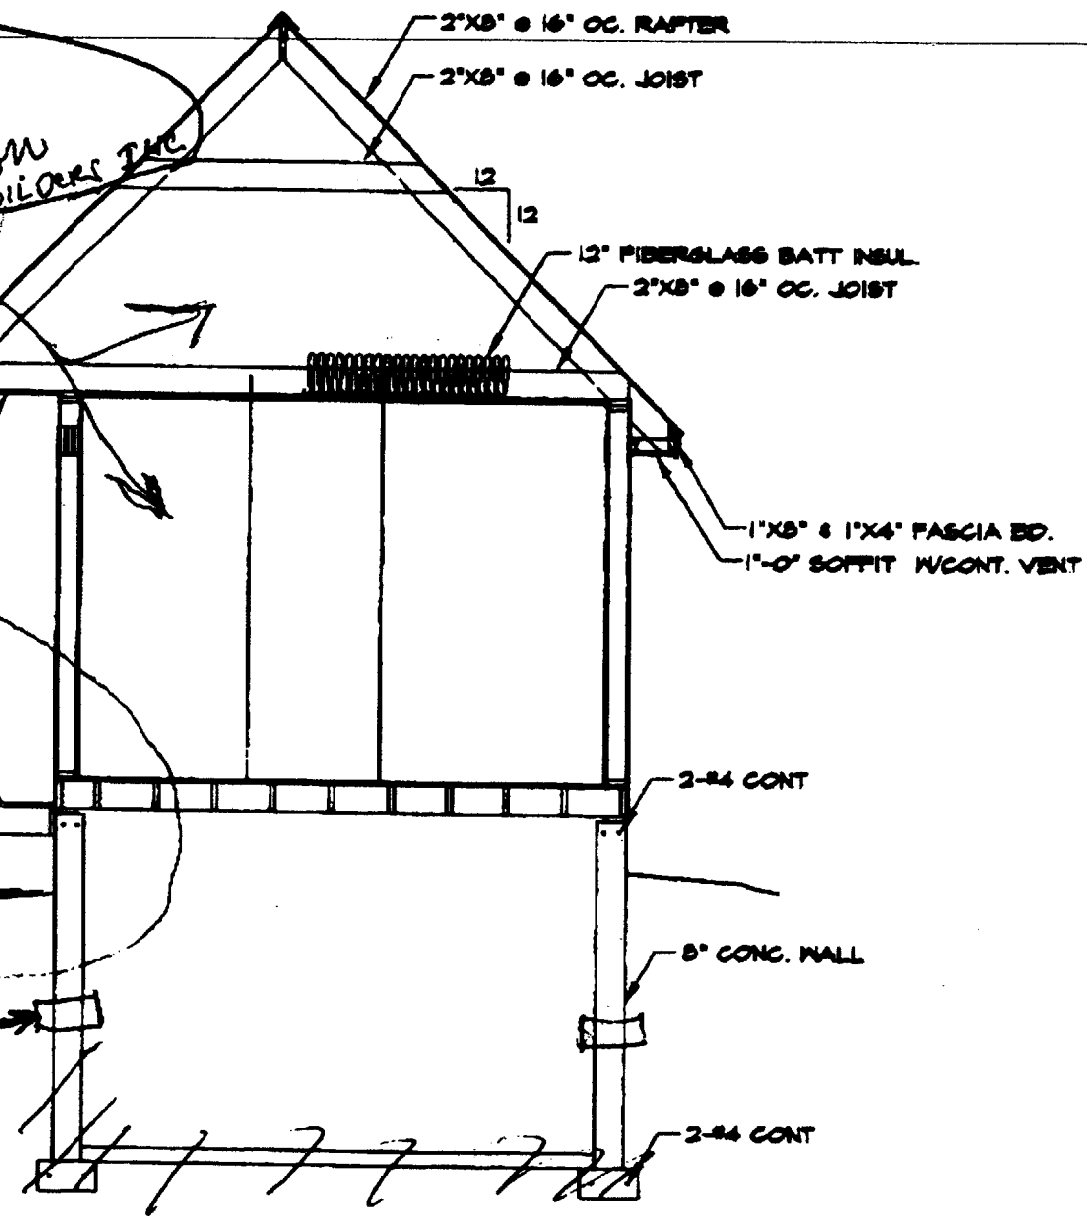 2"X8" @ 16" OC. RAFTER
2"X8" @ 16" OC. JOIST
BUILDERS INC
12
12
12" FIBERGLASS BATT INSUL.
2"X8" @ 16" OC. JOIST
1"X8" & 1"X4" FASCIA BD.
1'-0" SOFFIT W/CONT. VENT
2-#4 CONT
8" CONC. WALL
2-#4 CONT